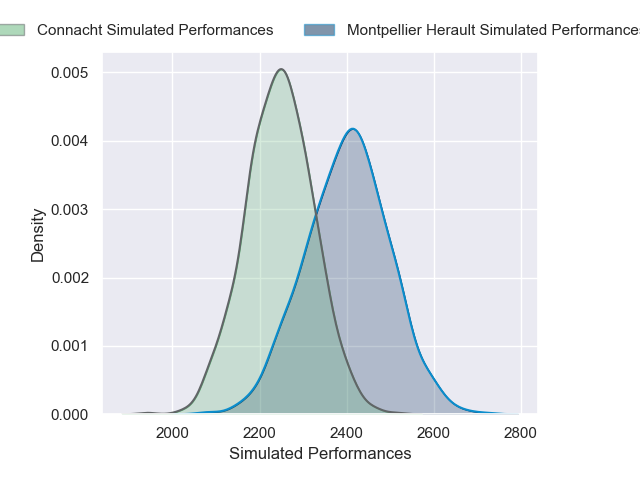 Connacht Simulated Performances Montpellier Herault Simulated Performances
0.005
0.004
0.003
0.002
0.001
0.000
Density
2000 2200 2400 2600 2800
Simulated Performances